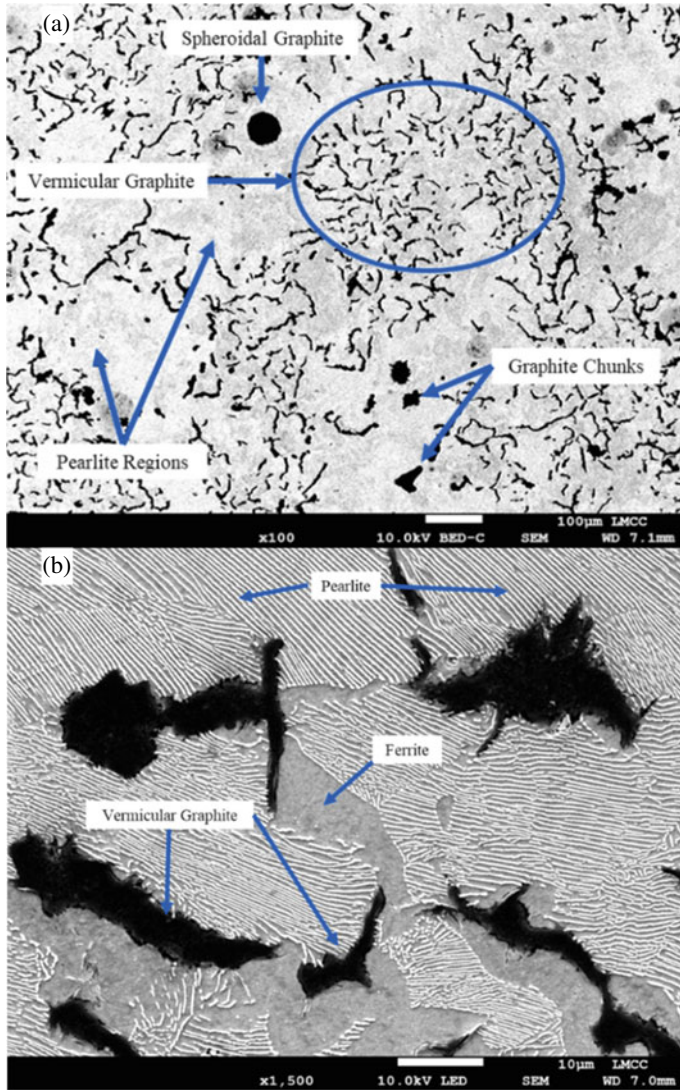 (a)
Spheroidal Graphite
Vermicular Graphite
Graphite Chunks
Pearlite Regions
100μm LMCC
x100 10.0kV BED-C SEM WD 7.1mm
(b)
Pearlite
Ferrite
Vermicular Graphite
10μm LMCC
x1,500 10.0kV LED SEM WD 7.0mm